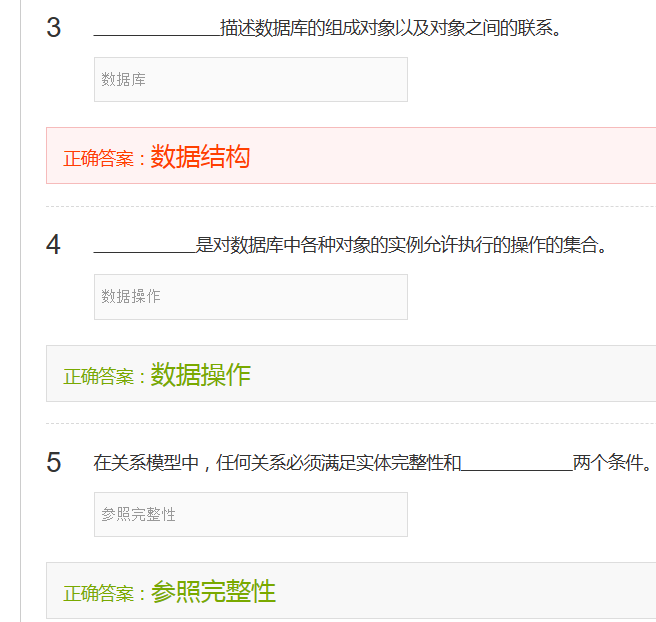 3 ______________描述数据库的组成对象以及对象之间的联系。
数据库
正确答案：数据结构
4 ___________是对数据库中各种对象的实例允许执行的操作的集合。
数据操作
正确答案：数据操作
5 在关系模型中，任何关系必须满足实体完整性和____________两个条件。
参照完整性
正确答案：参照完整性